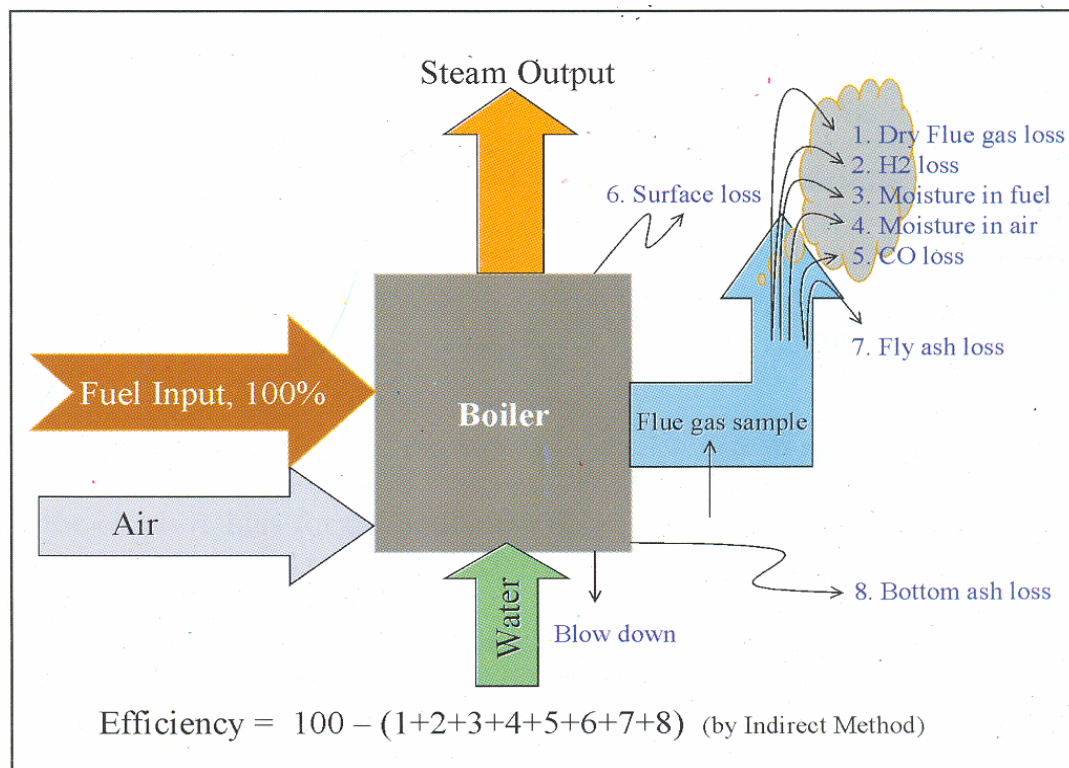 Steam Output
1. Dry Flue gas loss
2. H2 loss
6. Surface loss
3. Moisture in fuel
4. Moisture in air
5. CO loss
7. Fly ash loss
Fuel Input, 100%
Boiler
Flue gas sample
Air
8. Bottom ash loss
Water
Blow down
Efficiency = 100 – (1+2+3+4+5+6+7+8) (by Indirect Method)